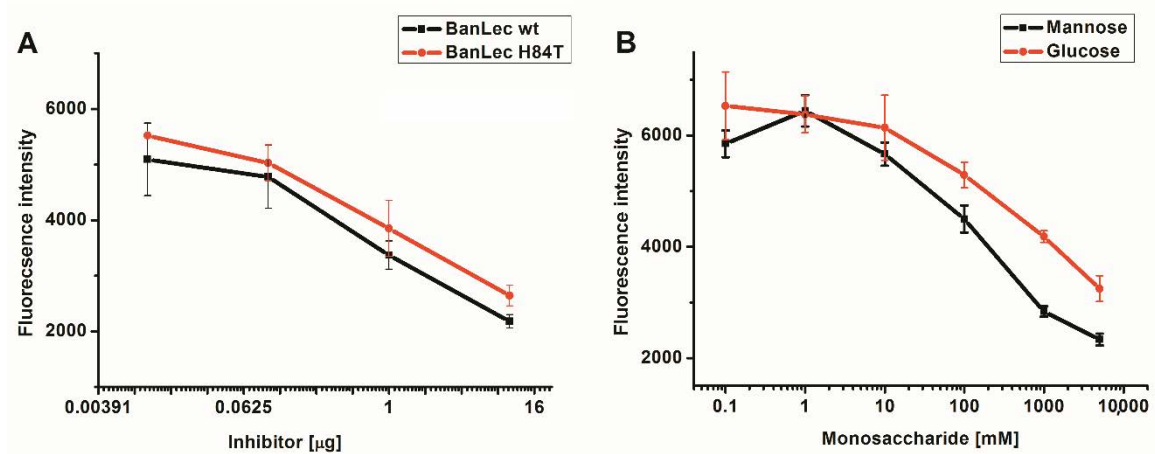 A
BanLec wt
BanLec H84T
Fluorecsense intensity
6000
4000
2000
0.00391
0.0625
1
16
Inhibitor [µg]
B
Mannose
Glucose
Fluorescence intensity
6000
4000
2000
0.1
1
10
100
1000
10,000
Monosaccharide [mM]